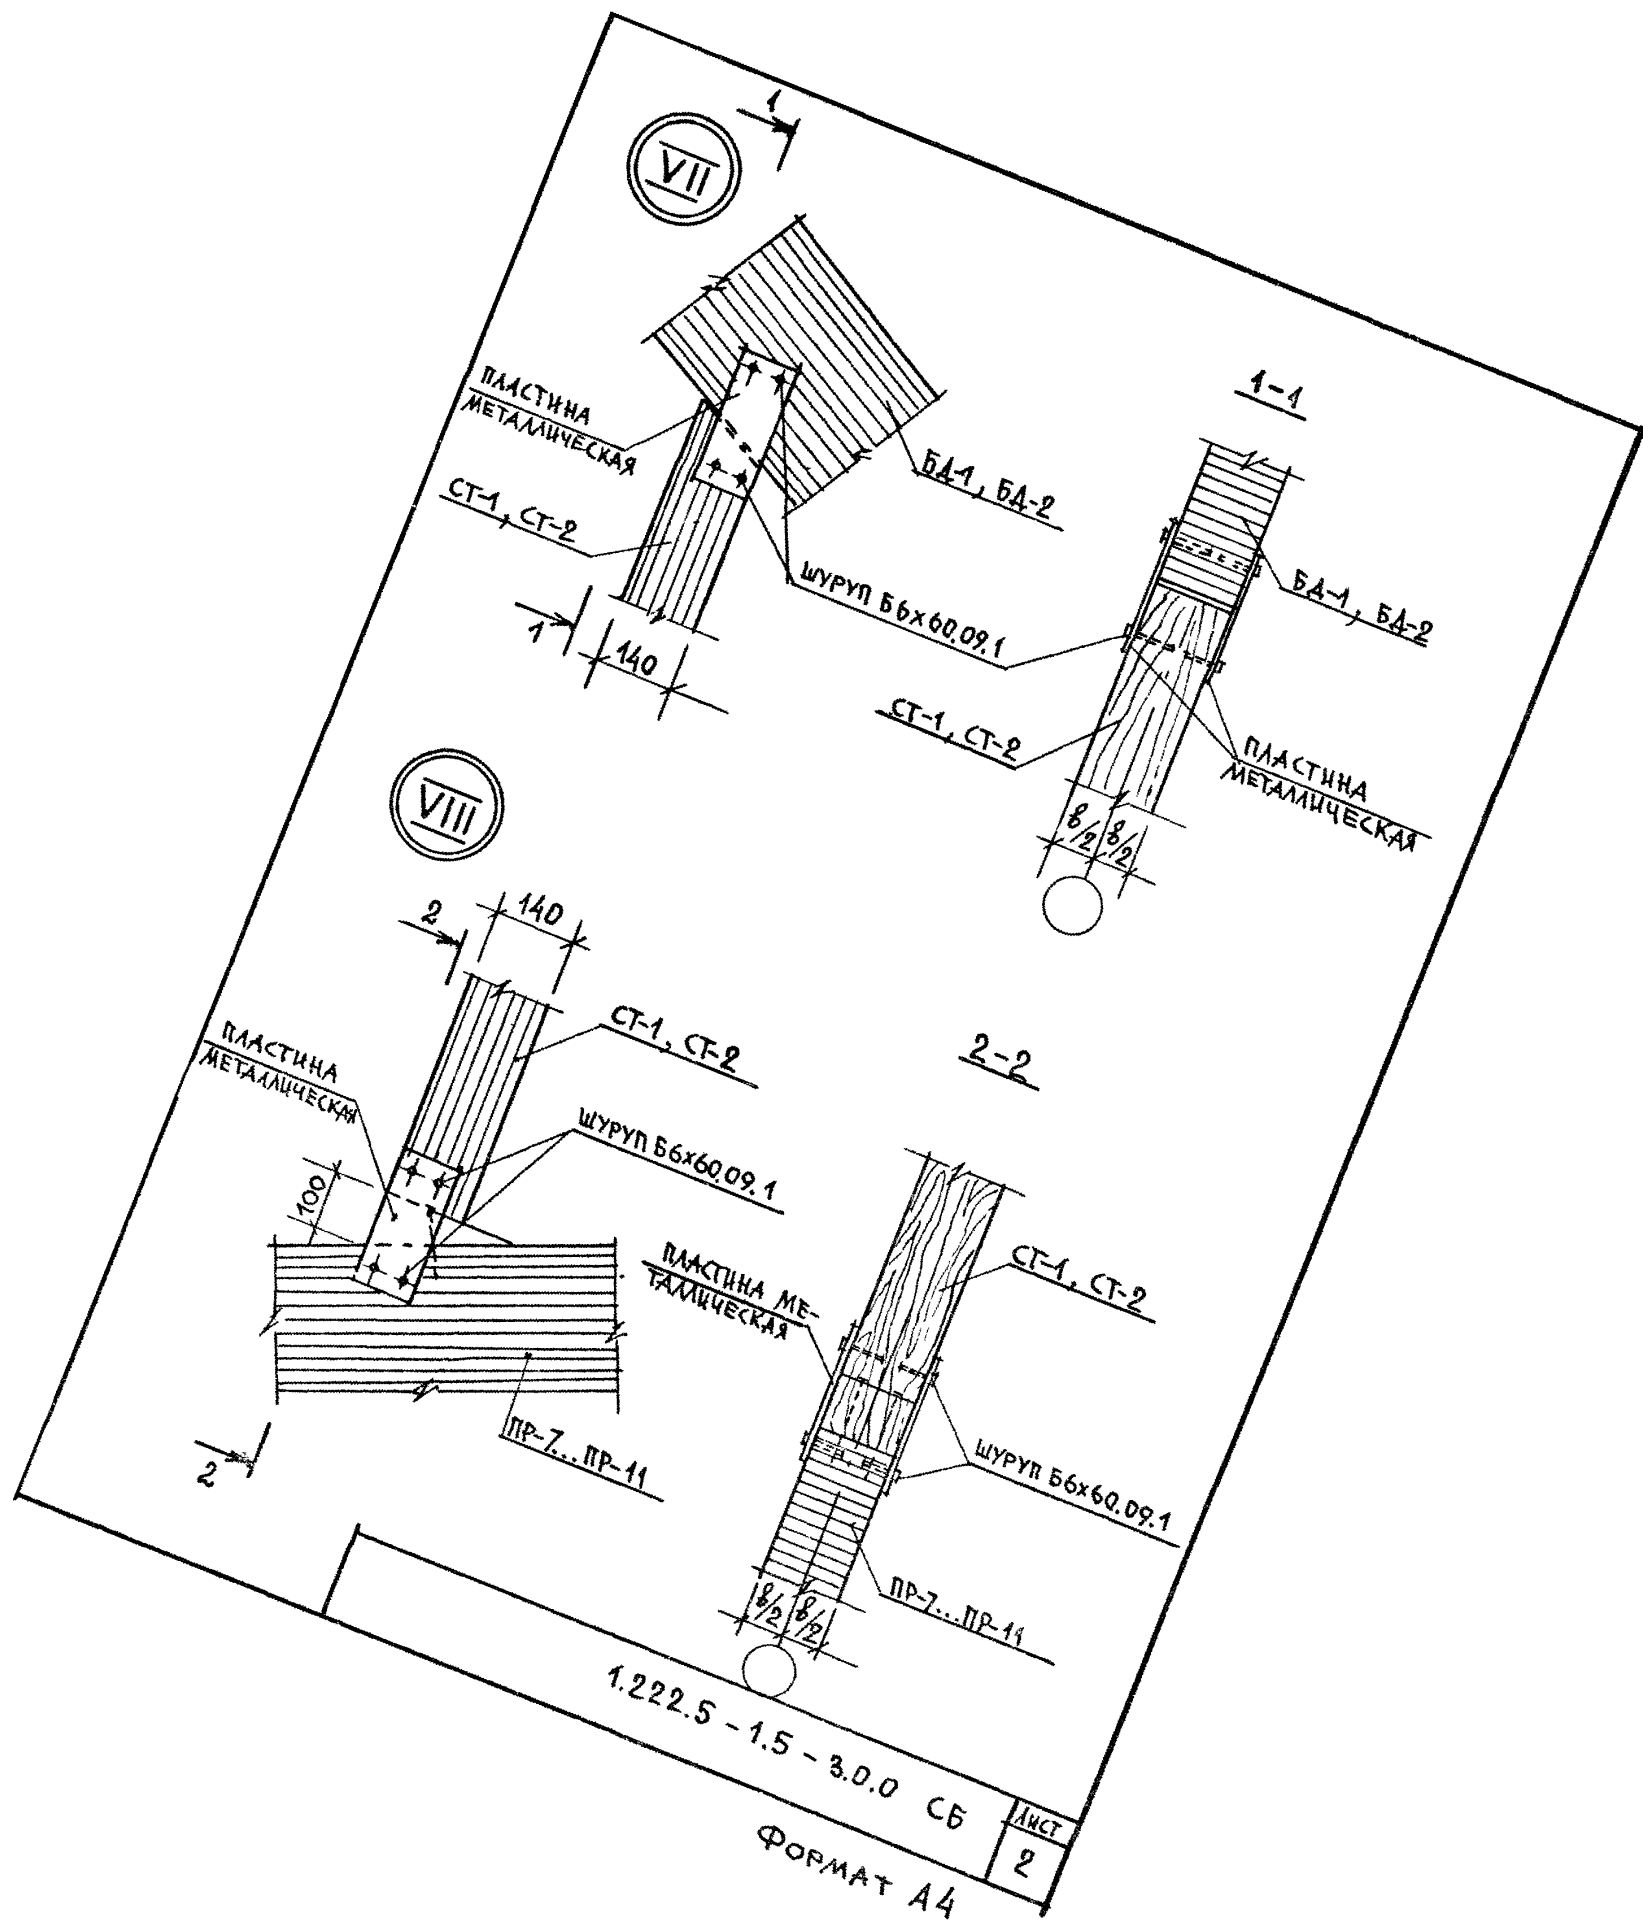 VII
1
1-1
ПЛАСТИНА
МЕТАЛЛИЧЕСКАЯ
СТ-1, СТ-2
БД-1, БД-2
ШУРУП Б6х60.09.1
1
140
БД-1, БД-2
СТ-1, СТ-2
ПЛАСТИНА
МЕТАЛЛИЧЕСКАЯ
в/2 в/2
VIII
2
140
2-2
СТ-1, СТ-2
ПЛАСТИНА
МЕТАЛЛИЧЕСКАЯ
ШУРУП Б6х60.09.1
100
ПР-7...ПР-11
2
ПЛАСТИНА МЕ-
ТАЛЛИЧЕСКАЯ
СТ-1, СТ-2
ШУРУП Б6х60.09.1
ПР-7...ПР-11
в/2 в/2
1.222.5-1.5-3.0.0 СБ
Лист
2
ФОРМАТ А4